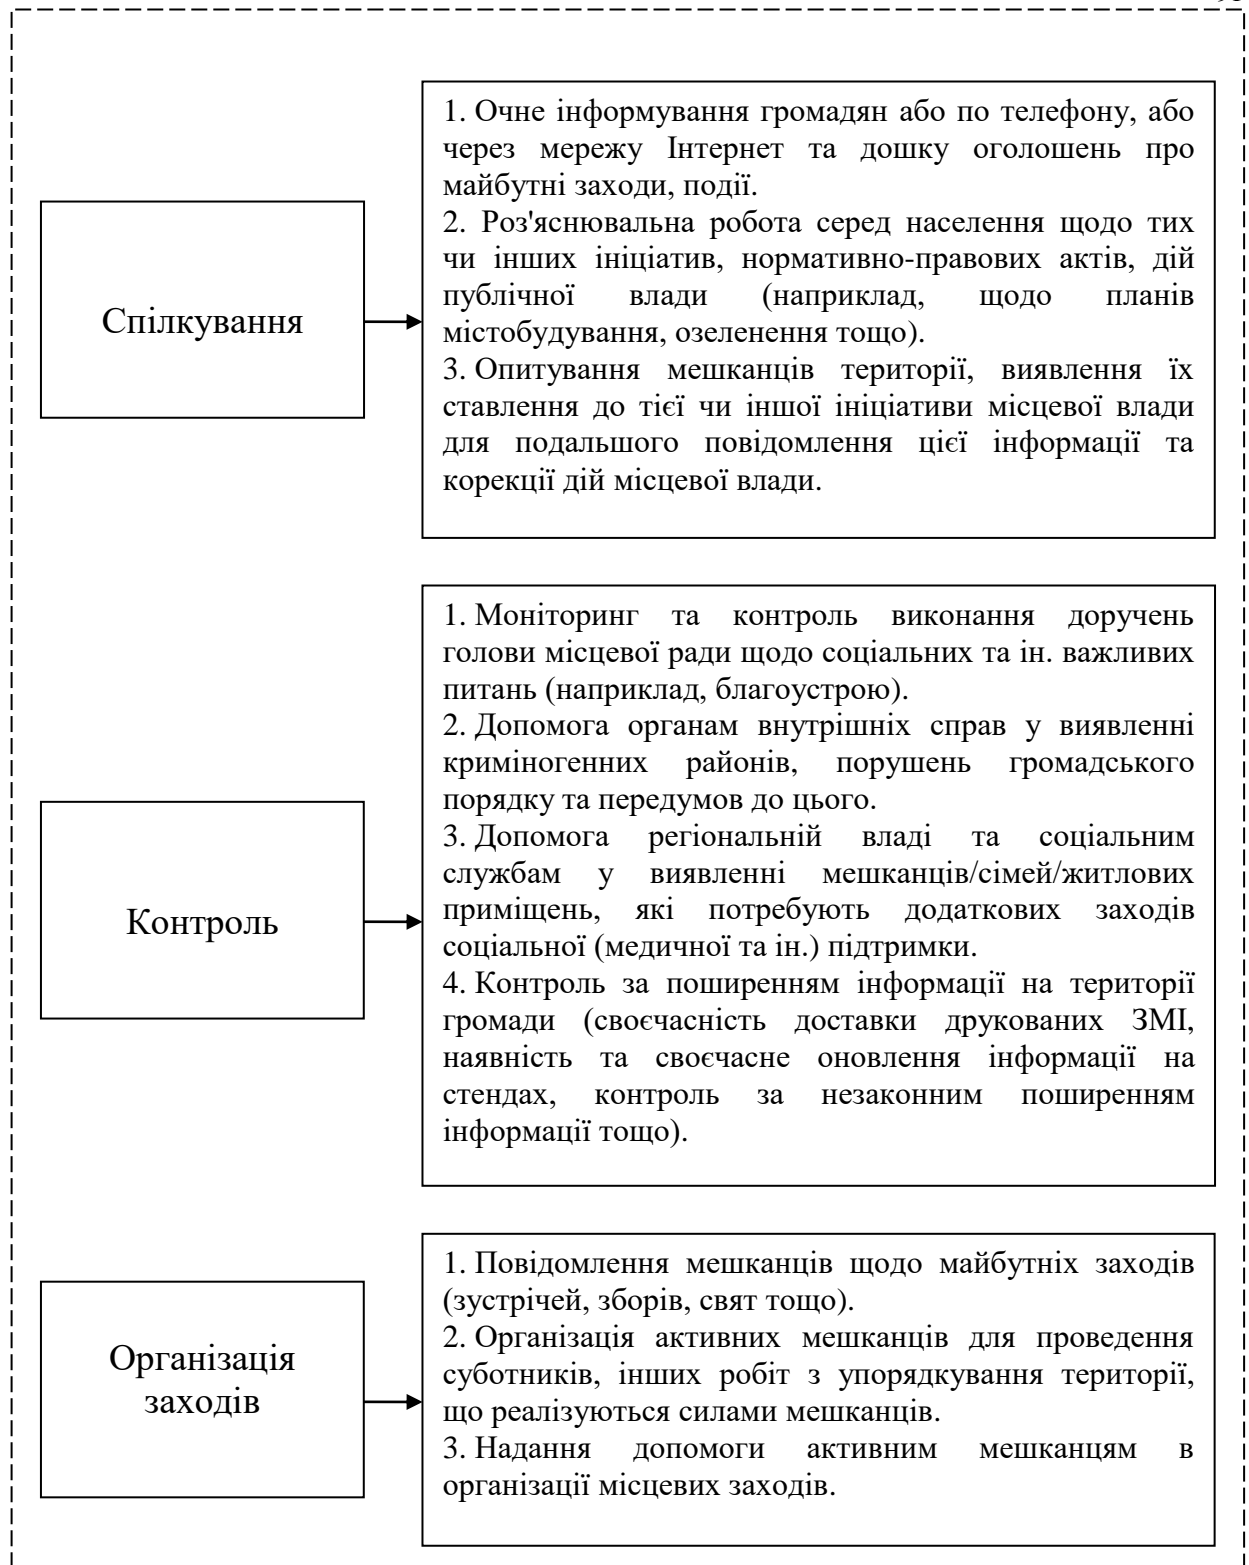 Спілкування
1. Очне інформування громадян або по телефону, або
через мережу Інтернет та дошку оголошень про
майбутні заходи, події.
2. Роз'яснювальна робота серед населення щодо тих
чи інших ініціатив, нормативно-правових актів, дій
публічної влади (наприклад, щодо планів
містобудування, озеленення тощо).
3. Опитування мешканців території, виявлення їх
ставлення до тієї чи іншої ініціативи місцевої влади
для подальшого повідомлення цієї інформації та
корекції дій місцевої влади.
Контроль
1. Моніторинг та контроль виконання доручень
голови місцевої ради щодо соціальних та ін. важливих
питань (наприклад, благоустрою).
2. Допомога органам внутрішніх справ у виявленні
криміногенних районів, порушень громадського
порядку та передумов до цього.
3. Допомога регіональній владі та соціальним
службам у виявленні мешканців/сімей/житлових
приміщень, які потребують додаткових заходів
соціальної (медичної та ін.) підтримки.
4. Контроль за поширенням інформації на території
громади (своєчасність доставки друкованих ЗМІ,
наявність та своєчасне оновлення інформації на
стендах, контроль за незаконним поширенням
інформації тощо).
Організація
заходів
1. Повідомлення мешканців щодо майбутніх заходів
(зустрічей, зборів, свят тощо).
2. Організація активних мешканців для проведення
суботників, інших робіт з упорядкування території,
що реалізуються силами мешканців.
3. Надання допомоги активним мешканцям в
організації місцевих заходів.